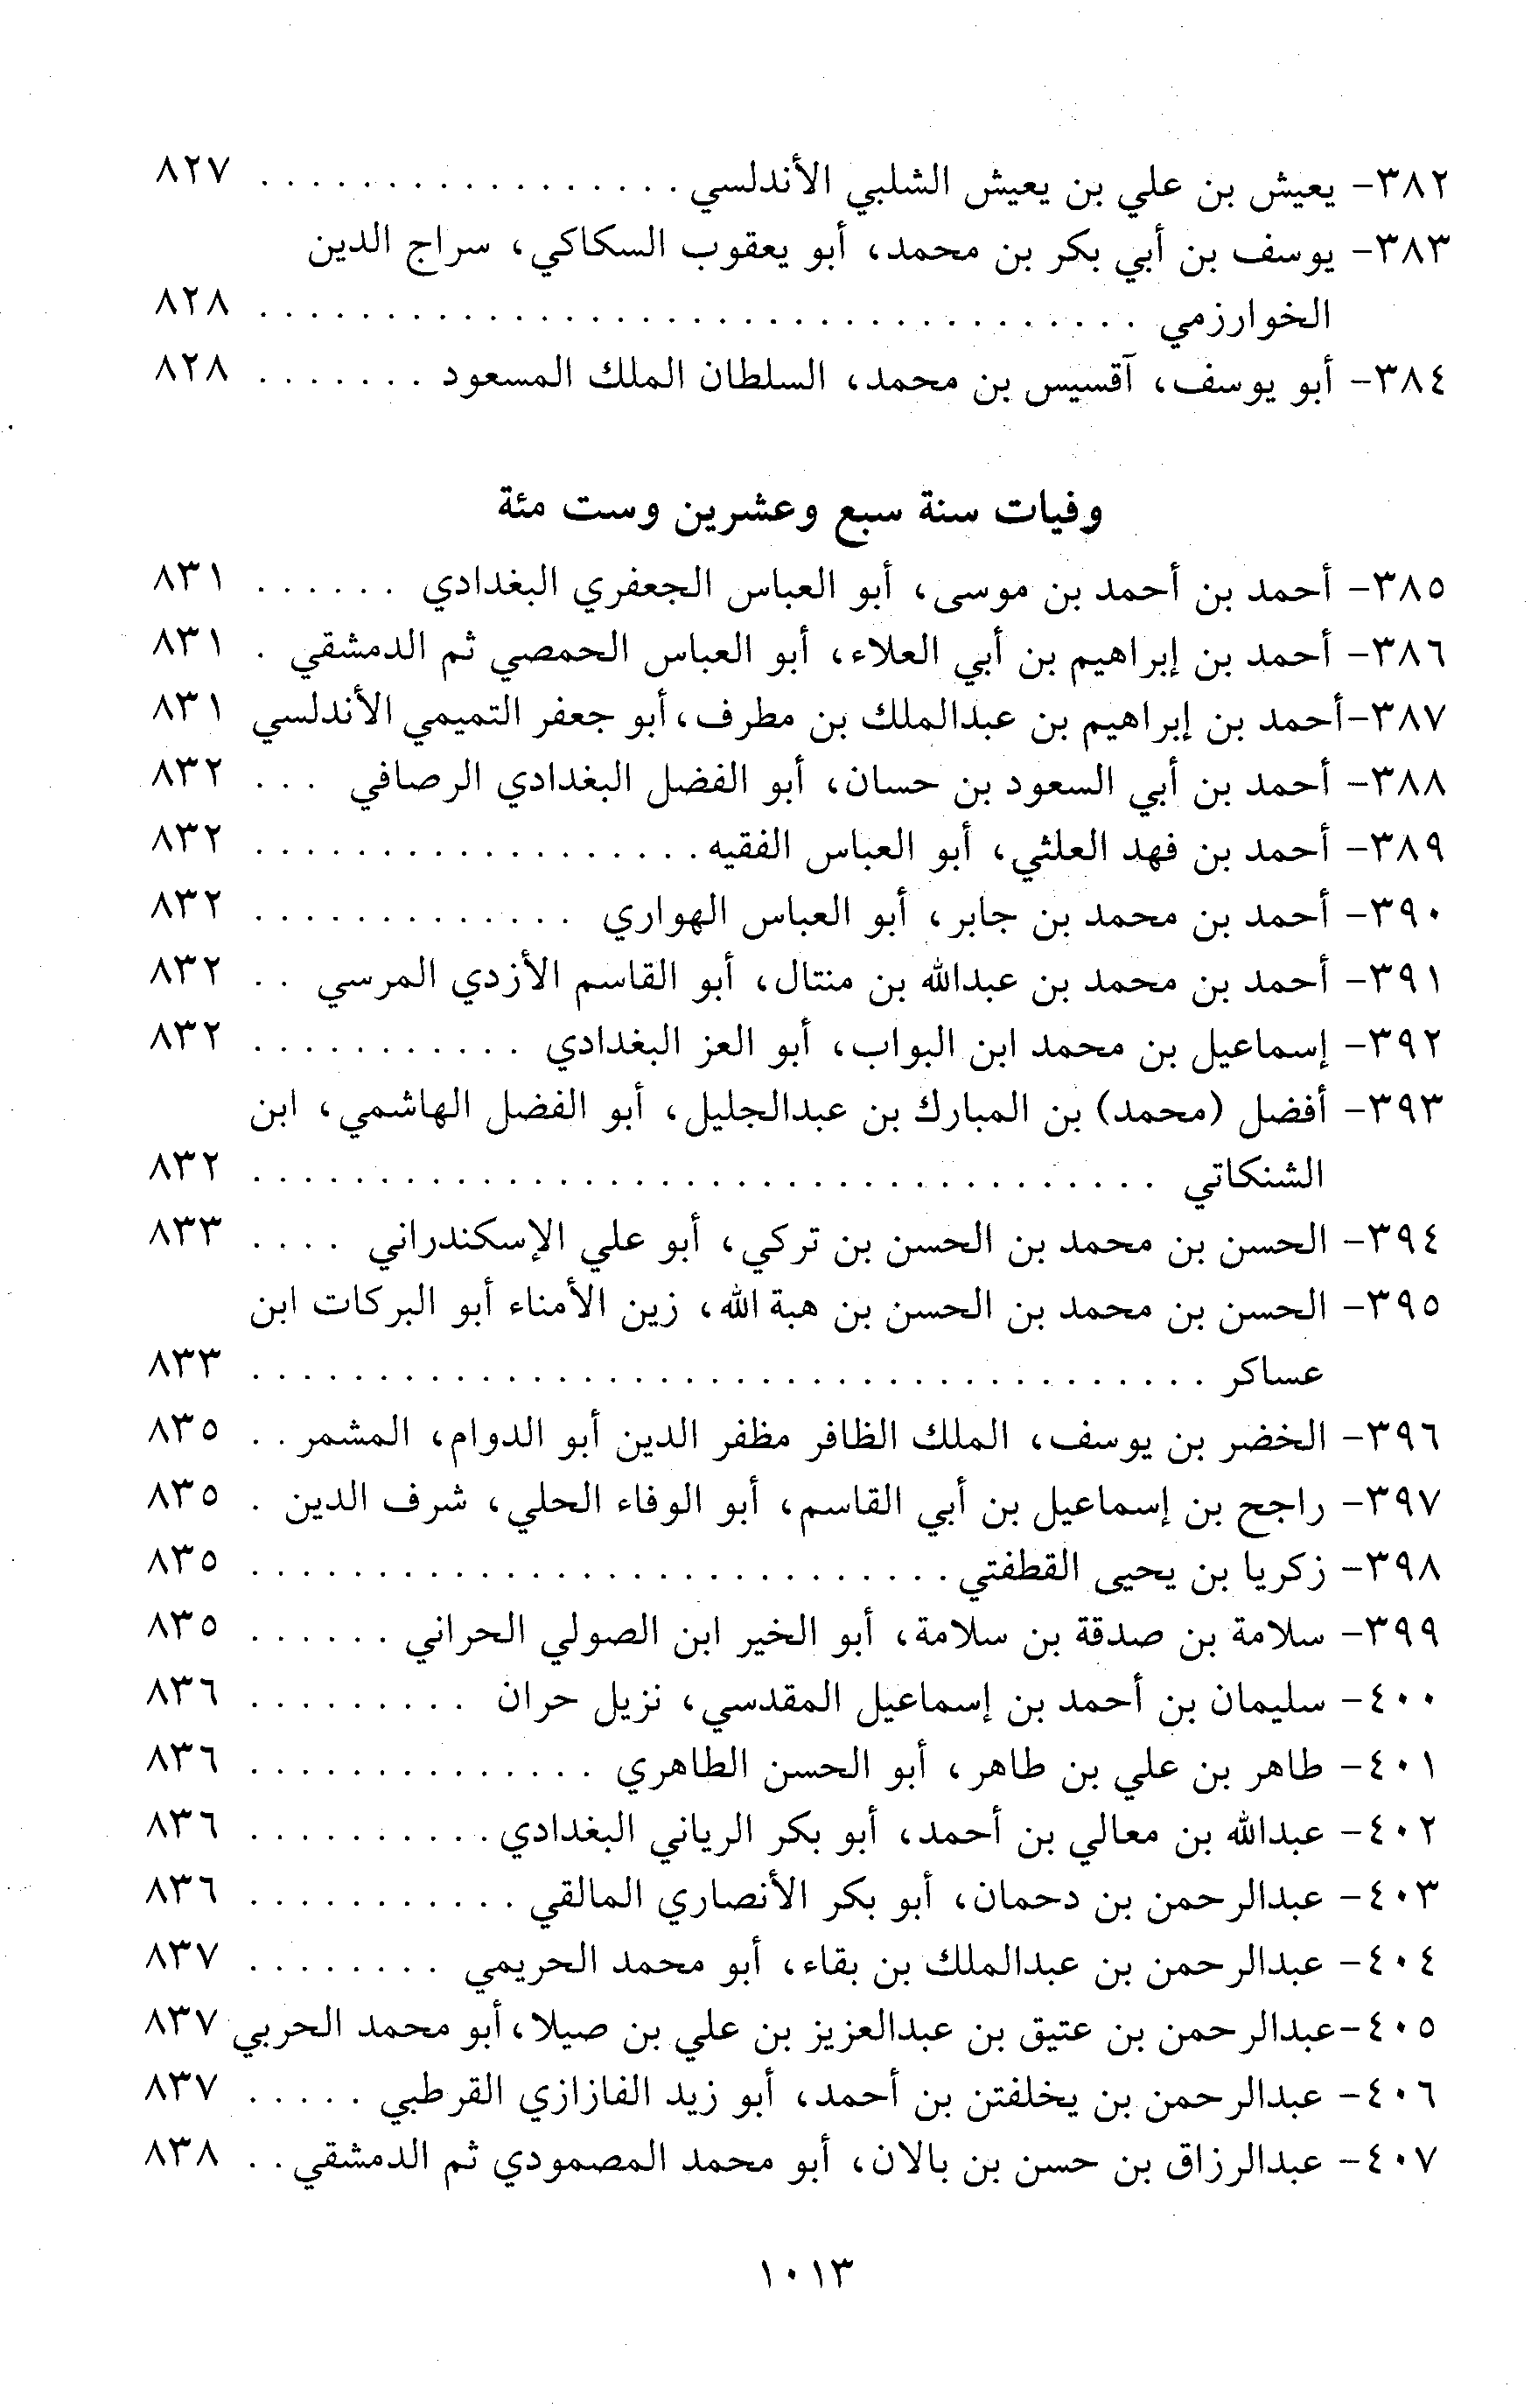 ٣٨٢- يعيش بن علي بن يعيش الشلبي الأندلسي . . . . . . . . . . . . . . . . . ٨٢٧
٣٨٣- يوسف بن أبي بكر بن محمد، أبو يعقوب السكاكي، سراج الدين
الخوارزمي . . . . . . . . . . . . . . . . . . . . . . . . . . . . . . . . . . . ٨٢٨
٣٨٤- أبو يوسف، آقسيس بن محمد، السلطان الملك المسعود . . . . . . . ٨٢٨
وفيات سنة سبع وعشرين وست مئة
٣٨٥- أحمد بن أحمد بن موسى، أبو العباس الجعفري البغدادي . . . . . . ٨٣١
٣٨٦- أحمد بن إبراهيم بن أبي العلاء، أبو العباس الحمصي ثم الدمشقي . ٨٣١
٣٨٧-أحمد بن إبراهيم بن عبدالملك بن مطرف،أبو جعفر التميمي الأندلسي ٨٣١
٣٨٨- أحمد بن أبي السعود بن حسان، أبو الفضل البغدادي الرصافي . . . ٨٣٢
٣٨٩- أحمد بن فهد العلثي، أبو العباس الفقيه . . . . . . . . . . . . . . . . . . ٨٣٢
٣٩٠- أحمد بن محمد بن جابر، أبو العباس الهواري . . . . . . . . . . . . . ٨٣٢
٣٩١- أحمد بن محمد بن عبدالله بن منتال، أبو القاسم الأزدي المرسي . . ٨٣٢
٣٩٢- إسماعيل بن محمد ابن البواب، أبو العز البغدادي . . . . . . . . . . . ٨٣٢
٣٩٣- أفضل (محمد) بن المبارك بن عبدالجليل، أبو الفضل الهاشمي، ابن
الشنكاتي . . . . . . . . . . . . . . . . . . . . . . . . . . . . . . . . . . . . ٨٣٢
٣٩٤- الحسن بن محمد بن الحسن بن تركي، أبو علي الإسكندراني . . . . ٨٣٣
٣٩٥- الحسن بن محمد بن الحسن بن هبة الله، زين الأمناء أبو البركات ابن
عساكر . . . . . . . . . . . . . . . . . . . . . . . . . . . . . . . . . . . . . . ٨٣٣
٣٩٦- الخضر بن يوسف، الملك الظافر مظفر الدين أبو الدوام، المشمر . . ٨٣٥
٣٩٧- راجح بن إسماعيل بن أبي القاسم، أبو الوفاء الحلي، شرف الدين . ٨٣٥
٣٩٨- زكريا بن يحيى القطفتي . . . . . . . . . . . . . . . . . . . . . . . . . . . . ٨٣٥
٣٩٩- سلامة بن صدقة بن سلامة، أبو الخير ابن الصولي الحراني . . . . . . ٨٣٥
٤٠٠- سليمان بن أحمد بن إسماعيل المقدسي، نزيل حران . . . . . . . . . ٨٣٦
٤٠١- طاهر بن علي بن طاهر، أبو الحسن الطاهري . . . . . . . . . . . . . . ٨٣٦
٤٠٢- عبدالله بن معالي بن أحمد، أبو بكر الرياني البغدادي . . . . . . . . . . ٨٣٦
٤٠٣- عبدالرحمن بن دحمان، أبو بكر الأنصاري المالقي . . . . . . . . . . . ٨٣٦
٤٠٤- عبدالرحمن بن عبدالملك بن بقاء، أبو محمد الحريمي . . . . . . . . ٨٣٧
٤٠٥-عبدالرحمن بن عتيق بن عبدالعزيز بن علي بن صيلا،أبو محمد الحربي ٨٣٧
٤٠٦- عبدالرحمن بن يخلفتن بن أحمد، أبو زيد الفازازي القرطبي . . . . . ٨٣٧
٤٠٧- عبدالرزاق بن حسن بن بالان، أبو محمد المصمودي ثم الدمشقي . . ٨٣٨
١٠١٣